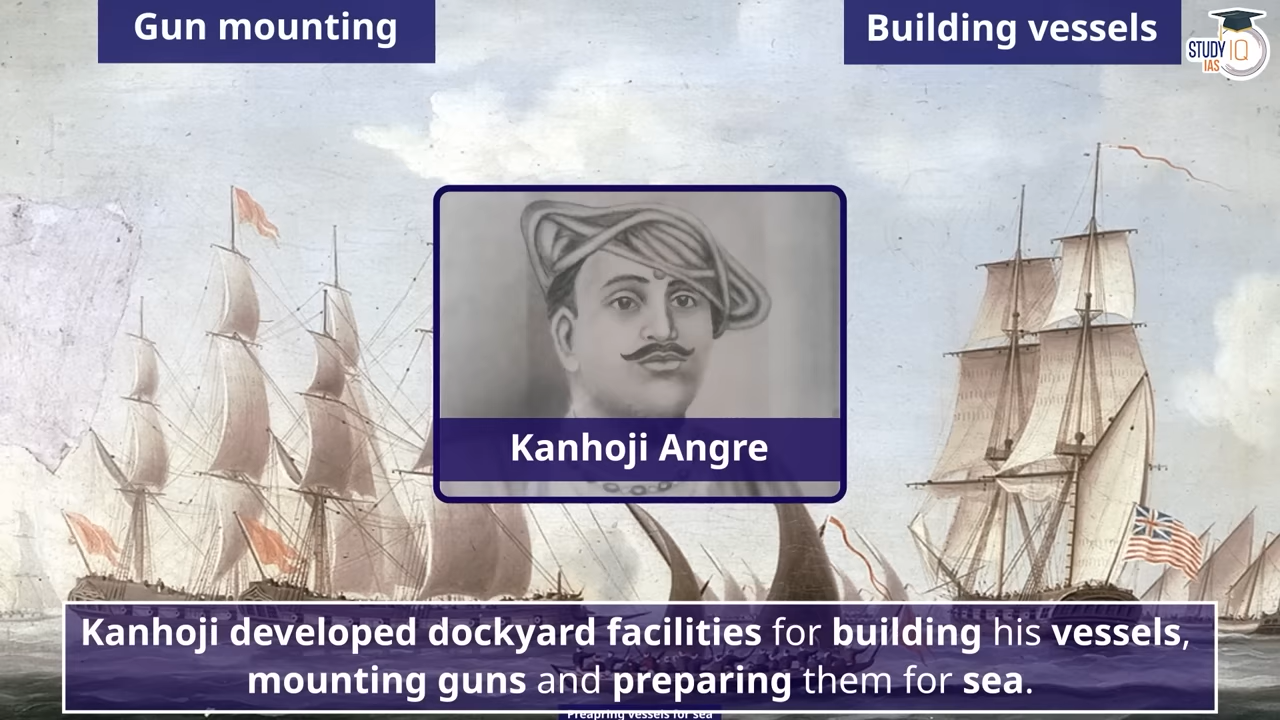 Gun mounting
Building vessels
STUDY IQ
IAS
Kanhoji Angre
Kanhoji developed dockyard facilities for building his vessels,
mounting guns and preparing them for sea.
Preapring vessels for sea